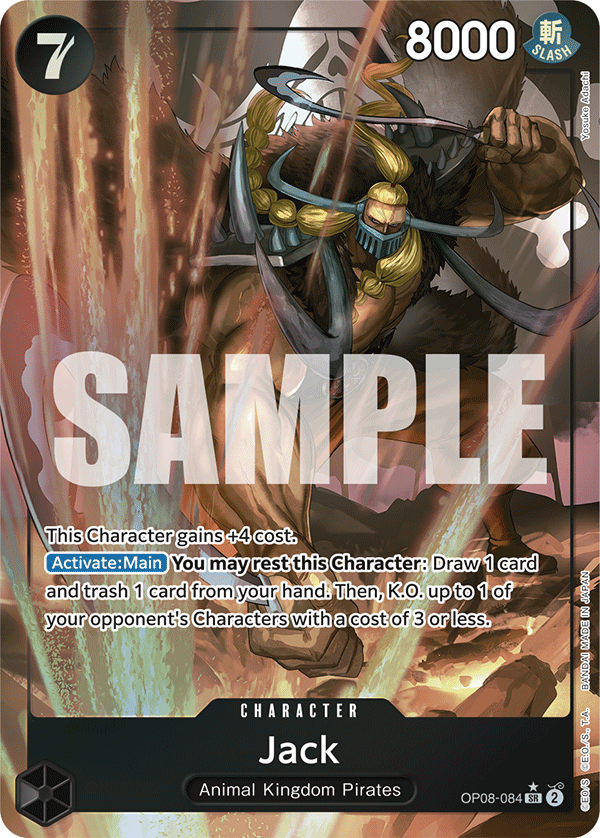 7
8000
斬
SLASH
Yosuke Adachi
SAMPLE
This Character gains +4 cost.
Activate:Main You may rest this Character: Draw 1 card
and trash 1 card from your hand. Then, K.O. up to 1 of
your opponent's Characters with a cost of 3 or less.
©E.O./S., T.A. BANDAI MADE IN JAPAN
CHARACTER
Jack
Animal Kingdom Pirates
OP08-084 SR 2